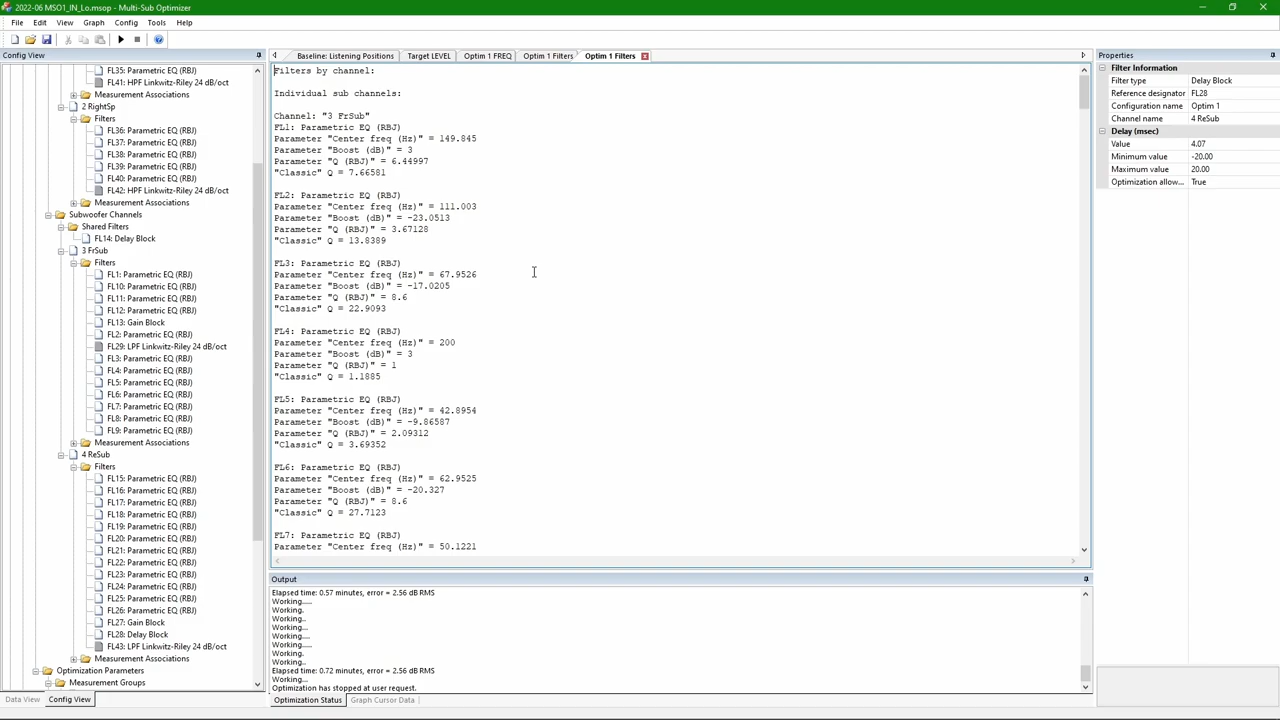 2022-06 MSO1_IN_Lo.msop - Multi-Sub Optimizer
File Edit View Graph Config Tools Help
Config View
FL35: Parametric EQ (RBJ)
FL41: HPF Linkwitz-Riley 24 dB/oct
Measurement Associations
2 RightSp
Filters
FL36: Parametric EQ (RBJ)
FL37: Parametric EQ (RBJ)
FL38: Parametric EQ (RBJ)
FL39: Parametric EQ (RBJ)
FL40: Parametric EQ (RBJ)
FL42: HPF Linkwitz-Riley 24 dB/oct
Measurement Associations
Subwoofer Channels
Shared Filters
FL14: Delay Block
3 FrSub
Filters
FL1: Parametric EQ (RBJ)
FL10: Parametric EQ (RBJ)
FL11: Parametric EQ (RBJ)
FL12: Parametric EQ (RBJ)
FL13: Gain Block
FL2: Parametric EQ (RBJ)
FL29: LPF Linkwitz-Riley 24 dB/oct
FL3: Parametric EQ (RBJ)
FL4: Parametric EQ (RBJ)
FL5: Parametric EQ (RBJ)
FL6: Parametric EQ (RBJ)
FL7: Parametric EQ (RBJ)
FL8: Parametric EQ (RBJ)
FL9: Parametric EQ (RBJ)
Measurement Associations
4 ReSub
Filters
FL15: Parametric EQ (RBJ)
FL16: Parametric EQ (RBJ)
FL17: Parametric EQ (RBJ)
FL18: Parametric EQ (RBJ)
FL19: Parametric EQ (RBJ)
FL20: Parametric EQ (RBJ)
FL21: Parametric EQ (RBJ)
FL22: Parametric EQ (RBJ)
FL23: Parametric EQ (RBJ)
FL24: Parametric EQ (RBJ)
FL25: Parametric EQ (RBJ)
FL26: Parametric EQ (RBJ)
FL27: Gain Block
FL28: Delay Block
FL43: LPF Linkwitz-Riley 24 dB/oct
Measurement Associations
Optimization Parameters
Measurement Groups
Data View Config View
Baseline: Listening Positions Target LEVEL Optim 1 FREQ Optim 1 Filters Optim 1 Filters
Filters by channel:
Individual sub channels:
Channel: "3 FrSub"
FL1: Parametric EQ (RBJ)
Parameter "Center freq (Hz)" = 149.845
Parameter "Boost (dB)" = 3
Parameter "Q (RBJ)" = 6.44997
"Classic" Q = 7.66581
FL2: Parametric EQ (RBJ)
Parameter "Center freq (Hz)" = 111.003
Parameter "Boost (dB)" = -23.0513
Parameter "Q (RBJ)" = 3.67128
"Classic" Q = 13.8389
FL3: Parametric EQ (RBJ)
Parameter "Center freq (Hz)" = 67.9526
Parameter "Boost (dB)" = -17.0205
Parameter "Q (RBJ)" = 8.6
"Classic" Q = 22.9093
FL4: Parametric EQ (RBJ)
Parameter "Center freq (Hz)" = 200
Parameter "Boost (dB)" = 3
Parameter "Q (RBJ)" = 1
"Classic" Q = 1.1885
FL5: Parametric EQ (RBJ)
Parameter "Center freq (Hz)" = 42.8954
Parameter "Boost (dB)" = -9.86587
Parameter "Q (RBJ)" = 2.09312
"Classic" Q = 3.69352
FL6: Parametric EQ (RBJ)
Parameter "Center freq (Hz)" = 62.9525
Parameter "Boost (dB)" = -20.327
Parameter "Q (RBJ)" = 8.6
"Classic" Q = 27.7123
FL7: Parametric EQ (RBJ)
Parameter "Center freq (Hz)" = 50.1221
Output
Elapsed time: 0.57 minutes, error = 2.56 dB RMS
Working.....
Working.
Working..
Working...
Working....
Working.....
Working.
Working..
Elapsed time: 0.72 minutes, error = 2.56 dB RMS
Working...
Optimization has stopped at user request.
Optimization Status Graph Cursor Data
Properties
Filter Information
Filter type Delay Block
Reference designator FL28
Configuration name Optim 1
Channel name 4 ReSub
Delay (msec)
Value 4.07
Minimum value -20.00
Maximum value 20.00
Optimization allow... True